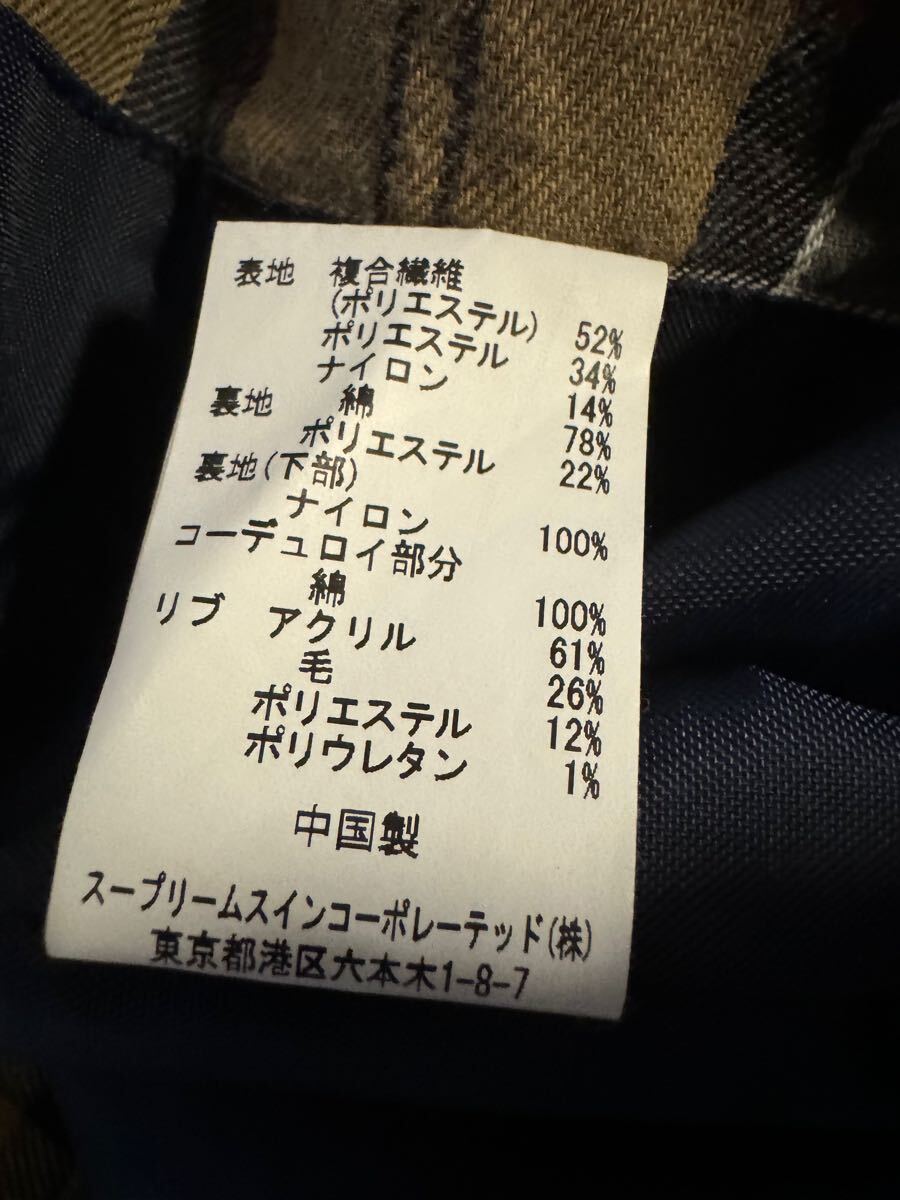 表地 複合繊維
(ポリエステル) 52%
ポリエステル 34%
ナイロン 14%
裏地 綿 78%
ポリエステル 22%
裏地(下部)
ナイロン 100%
コーデュロイ部分
綿 100%
リブ アクリル 61%
毛 26%
ポリエステル 12%
ポリウレタン 1%
中国製
スープリームスインコーポレーテッド(株)
東京都港区六本木1-8-7